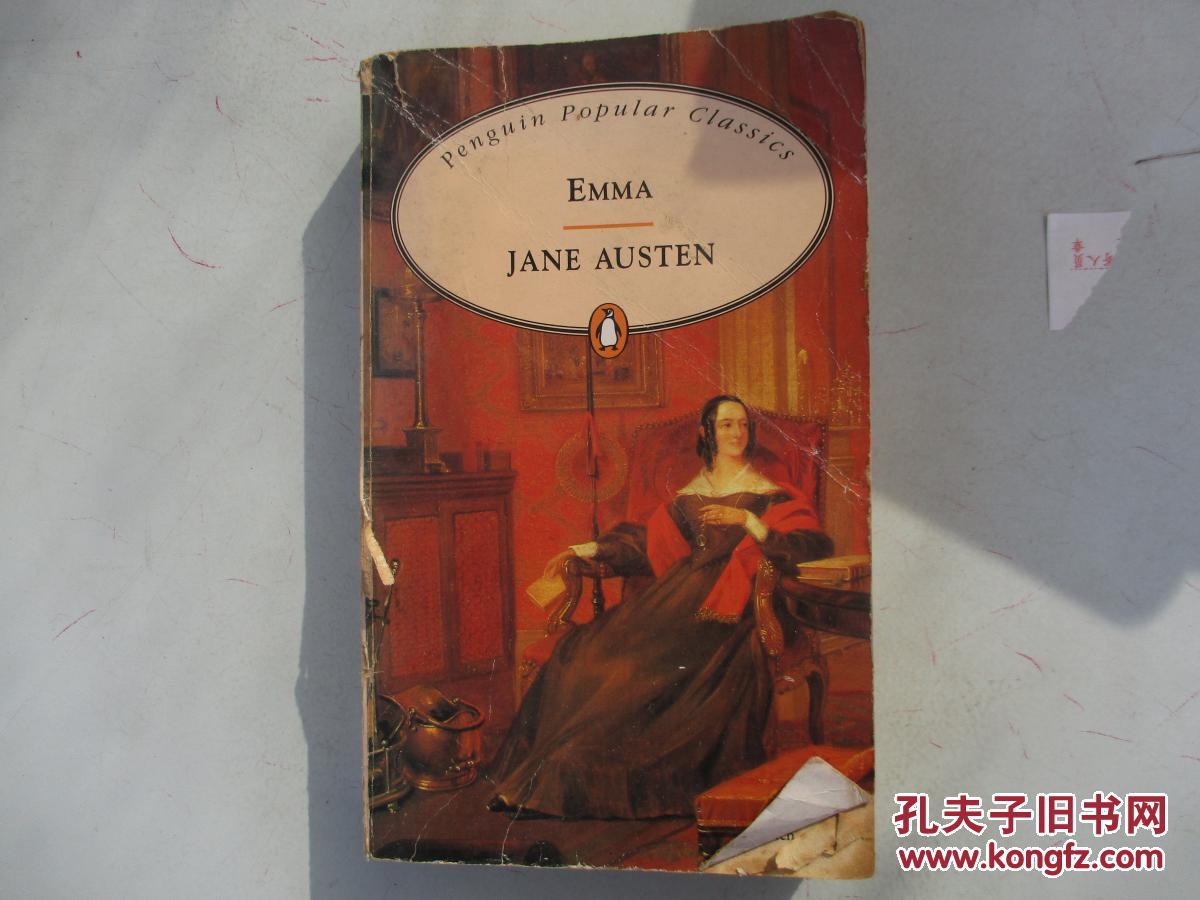 Penguin Popular Classics
EMMA
JANE AUSTEN
孔夫子旧书网
www.kongfz.com